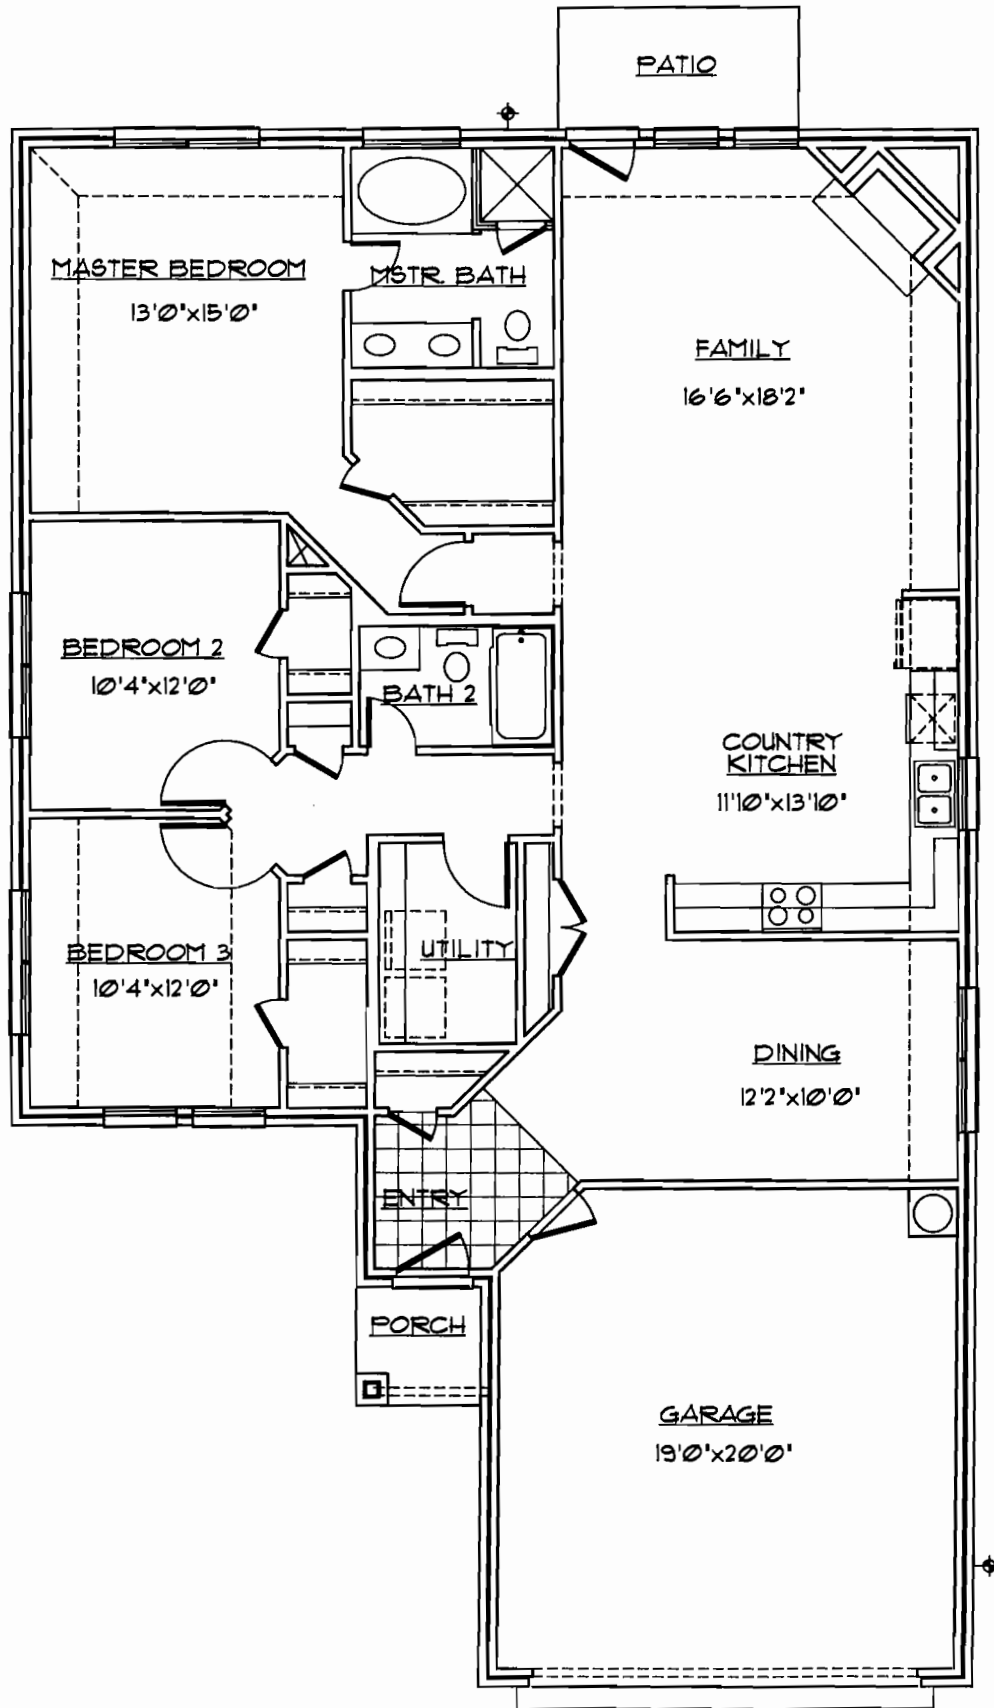 PATIO
MASTER BEDROOM
13'0"x15'0"
MSTR. BATH
FAMILY
16'6"x18'2"
BEDROOM 2
10'4"x12'0"
BATH 2
COUNTRY
KITCHEN
11'10"x13'10"
BEDROOM 3
10'4"x12'0"
UTILITY
DINING
12'2"x10'0"
ENTRY
PORCH
GARAGE
19'0"x20'0"